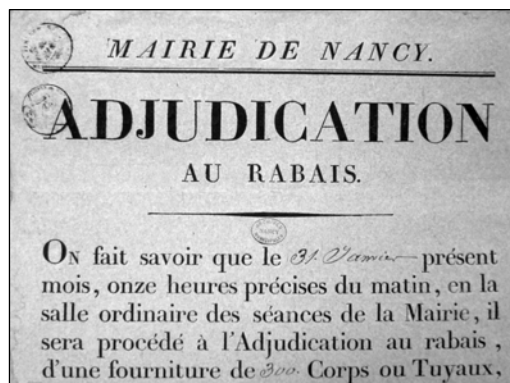 MAIRIE DE NANCY.
ADJUDICATION
AU RABAIS.
ON fait savoir que le 31. Janvier présent
mois, onze heures précises du matin, en la
salle ordinaire des séances de la Mairie, il
sera procédé à l'Adjudication au rabais,
d'une fourniture de 300. Corps ou Tuyaux,